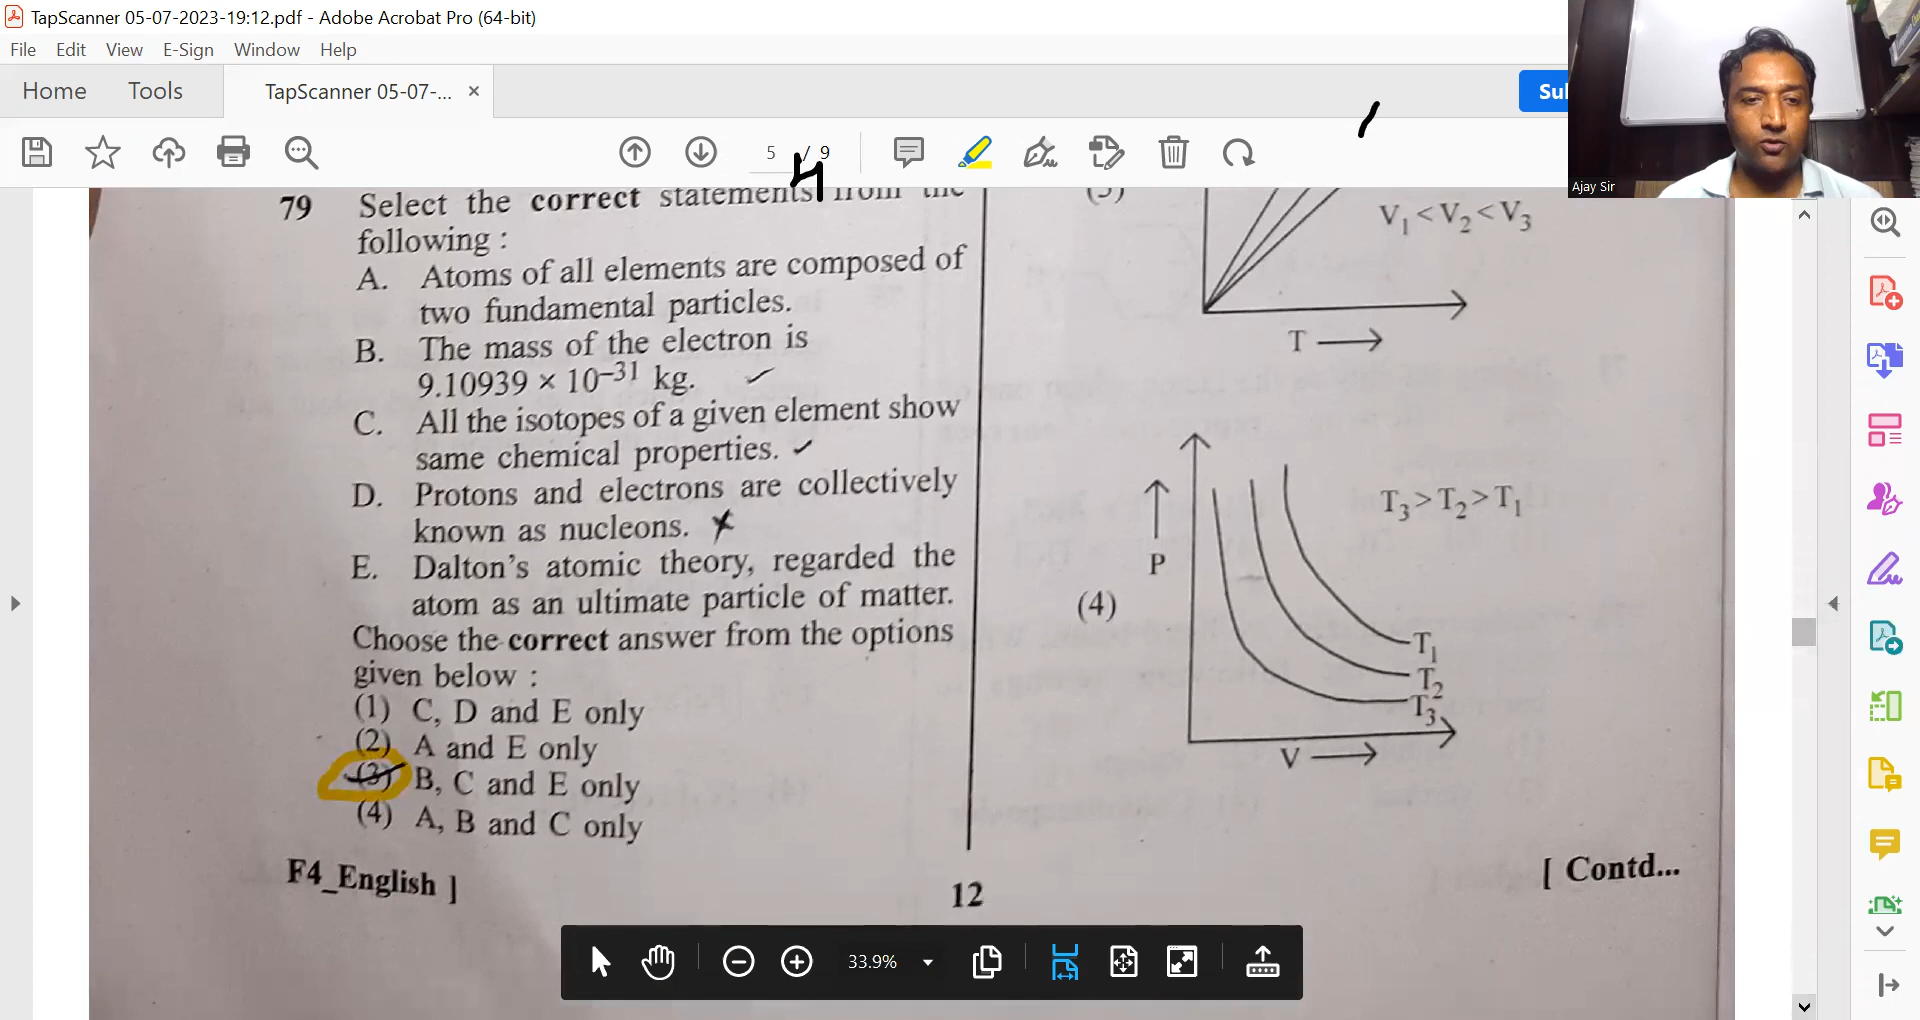 TapScanner 05-07-2023-19:12.pdf - Adobe Acrobat Pro (64-bit)
File Edit View E-Sign Window Help
Home Tools TapScanner 05-07-... ×
5 / 9
4
Ajay Sir
79 Select the correct statements from the
following :
A. Atoms of all elements are composed of
two fundamental particles.
B. The mass of the electron is
9.10939 × 10⁻³¹ kg.
C. All the isotopes of a given element show
same chemical properties.
D. Protons and electrons are collectively
known as nucleons.
E. Dalton's atomic theory, regarded the
atom as an ultimate particle of matter.
Choose the correct answer from the options
given below :
(1) C, D and E only
(2) A and E only
(3) B, C and E only
(4) A, B and C only
V₁<V₂<V₃
T
T₃>T₂>T₁
P
(4)
T₁
T₂
T₃
V
F4_English ]
12
[ Contd...
33.9%